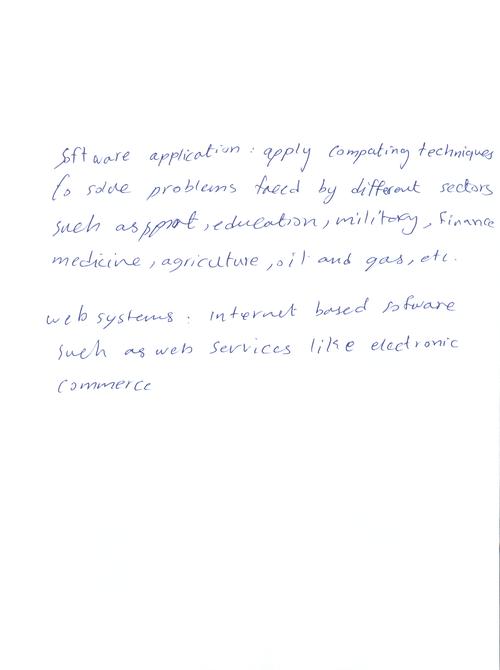 Software application : apply computing techniques
to solve problems faced by different sectors
such as sport, education, military, finance
medicine, agriculture, oil and gas, etc.
web systems : internet based sofware
such as web services like electronic
commerce